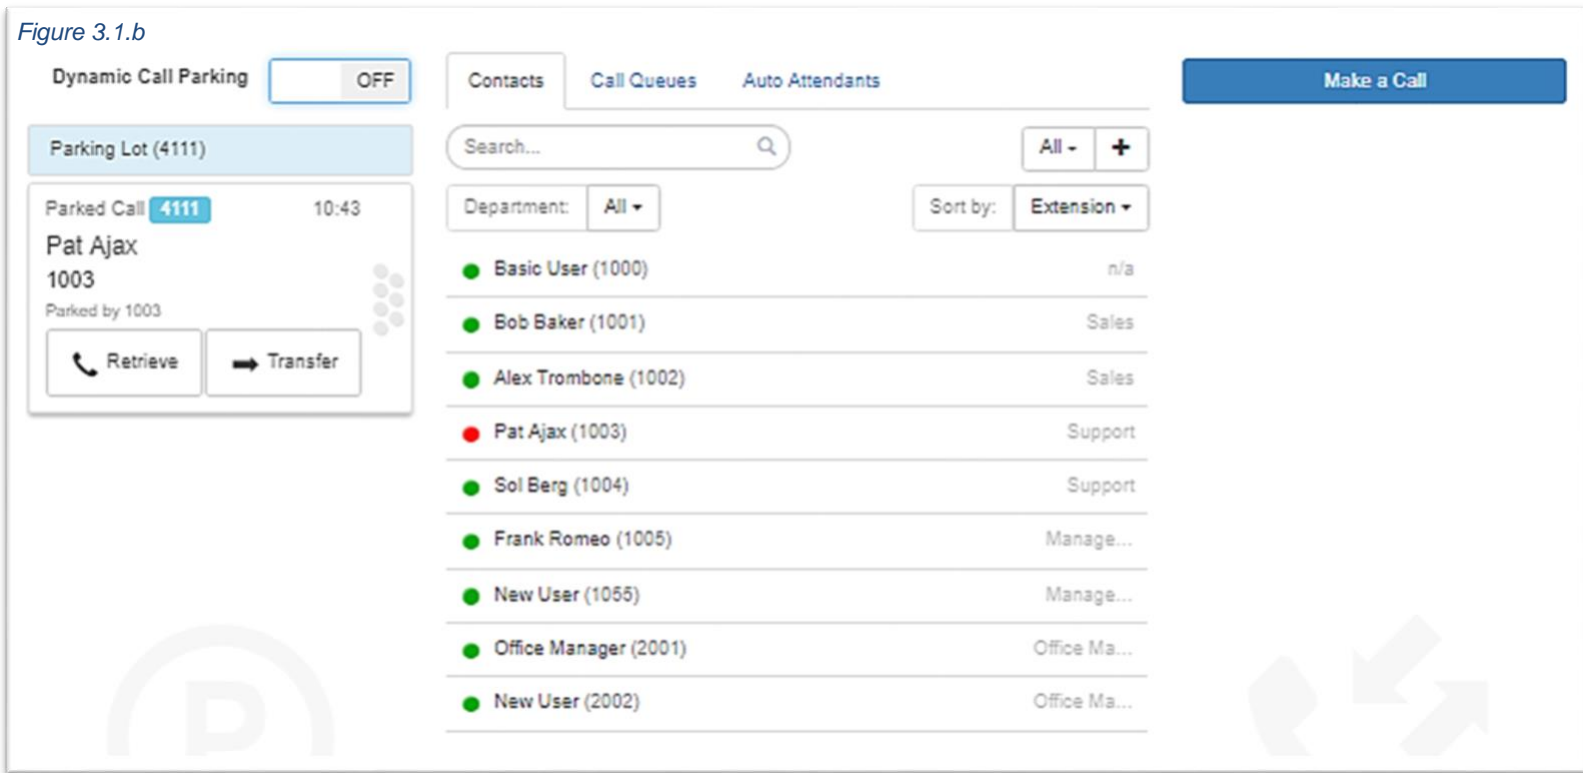 Figure 3.1.b
Dynamic Call Parking OFF
Parking Lot (4111)
Parked Call 4111 10:43
Pat Ajax
1003
Parked by 1003
Retrieve Transfer
Contacts Call Queues Auto Attendants
Search... All +
Department: All Sort by: Extension
Basic User (1000) n/a
Bob Baker (1001) Sales
Alex Trombone (1002) Sales
Pat Ajax (1003) Support
Sol Berg (1004) Support
Frank Romeo (1005) Manage...
New User (1055) Manage...
Office Manager (2001) Office Ma...
New User (2002) Office Ma...
Make a Call
P